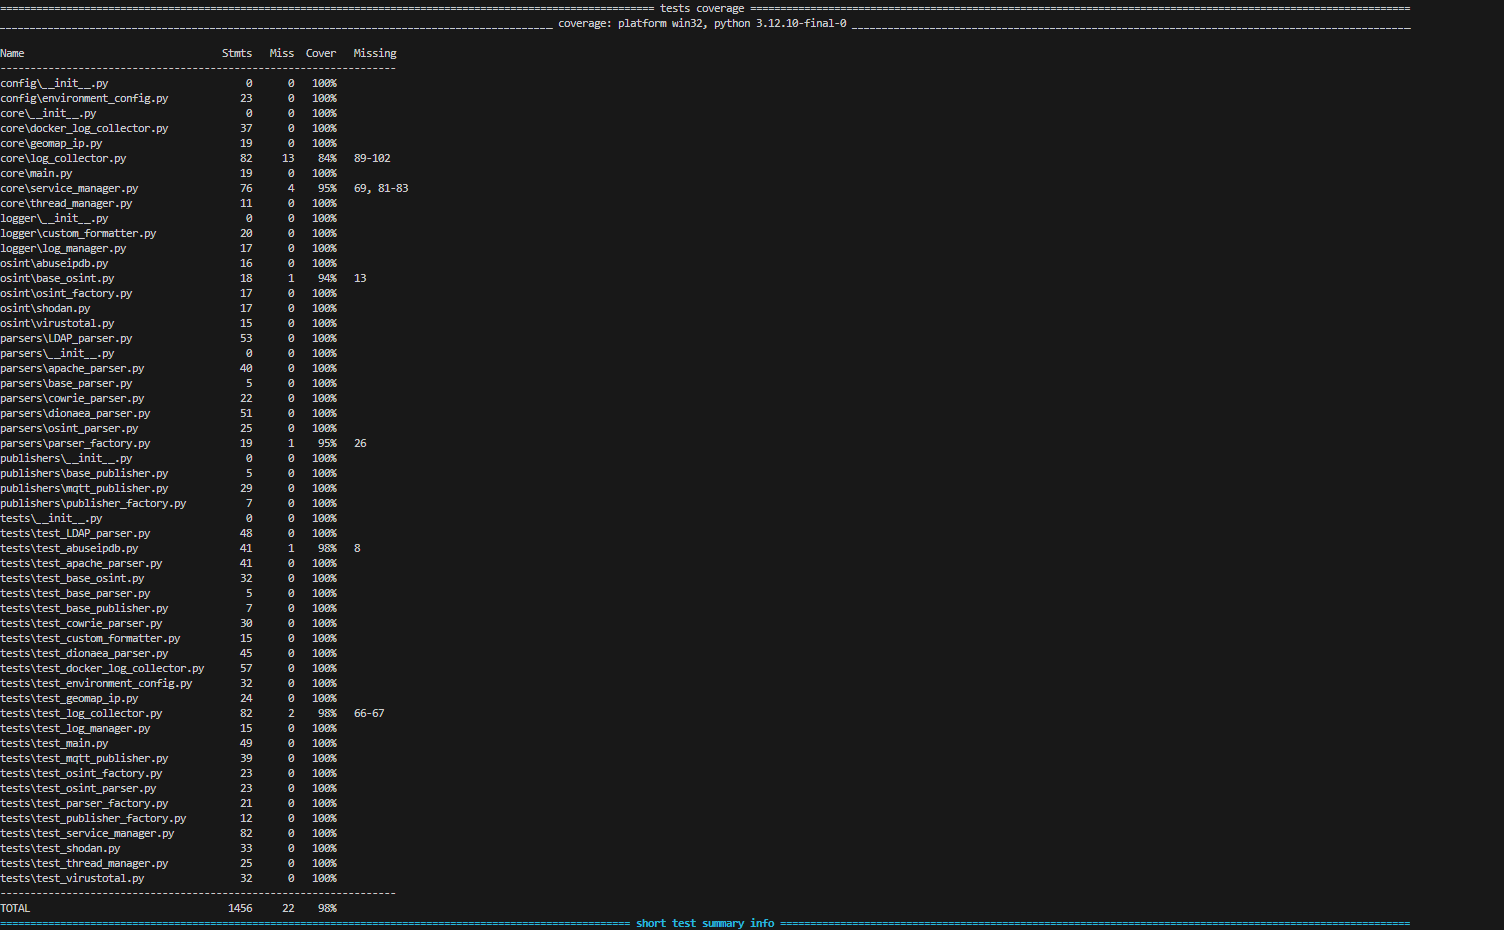 tests coverage
coverage: platform win32, python 3.12.10-final-0
Name Stmts Miss Cover Missing
config\__init__.py 0 0 100%
config\environment_config.py 23 0 100%
core\__init__.py 0 0 100%
core\docker_log_collector.py 37 0 100%
core\geomap_ip.py 19 0 100%
core\log_collector.py 82 13 84% 89-102
core\main.py 19 0 100%
core\service_manager.py 76 4 95% 69, 81-83
core\thread_manager.py 11 0 100%
logger\__init__.py 0 0 100%
logger\custom_formatter.py 20 0 100%
logger\log_manager.py 17 0 100%
osint\abuseipdb.py 16 0 100%
osint\base_osint.py 18 1 94% 13
osint\osint_factory.py 17 0 100%
osint\shodan.py 17 0 100%
osint\virustotal.py 15 0 100%
parsers\LDAP_parser.py 53 0 100%
parsers\__init__.py 0 0 100%
parsers\apache_parser.py 40 0 100%
parsers\base_parser.py 5 0 100%
parsers\cowrie_parser.py 22 0 100%
parsers\dionaea_parser.py 51 0 100%
parsers\osint_parser.py 25 0 100%
parsers\parser_factory.py 19 1 95% 26
publishers\__init__.py 0 0 100%
publishers\base_publisher.py 5 0 100%
publishers\mqtt_publisher.py 29 0 100%
publishers\publisher_factory.py 7 0 100%
tests\__init__.py 0 0 100%
tests\test_LDAP_parser.py 48 0 100%
tests\test_abuseipdb.py 41 1 98% 8
tests\test_apache_parser.py 41 0 100%
tests\test_base_osint.py 32 0 100%
tests\test_base_parser.py 5 0 100%
tests\test_base_publisher.py 7 0 100%
tests\test_cowrie_parser.py 30 0 100%
tests\test_custom_formatter.py 15 0 100%
tests\test_dionaea_parser.py 45 0 100%
tests\test_docker_log_collector.py 57 0 100%
tests\test_environment_config.py 32 0 100%
tests\test_geomap_ip.py 24 0 100%
tests\test_log_collector.py 82 2 98% 66-67
tests\test_log_manager.py 15 0 100%
tests\test_main.py 49 0 100%
tests\test_mqtt_publisher.py 39 0 100%
tests\test_osint_factory.py 23 0 100%
tests\test_osint_parser.py 23 0 100%
tests\test_parser_factory.py 21 0 100%
tests\test_publisher_factory.py 12 0 100%
tests\test_service_manager.py 82 0 100%
tests\test_shodan.py 33 0 100%
tests\test_thread_manager.py 25 0 100%
tests\test_virustotal.py 32 0 100%
TOTAL 1456 22 98%
short test summary info